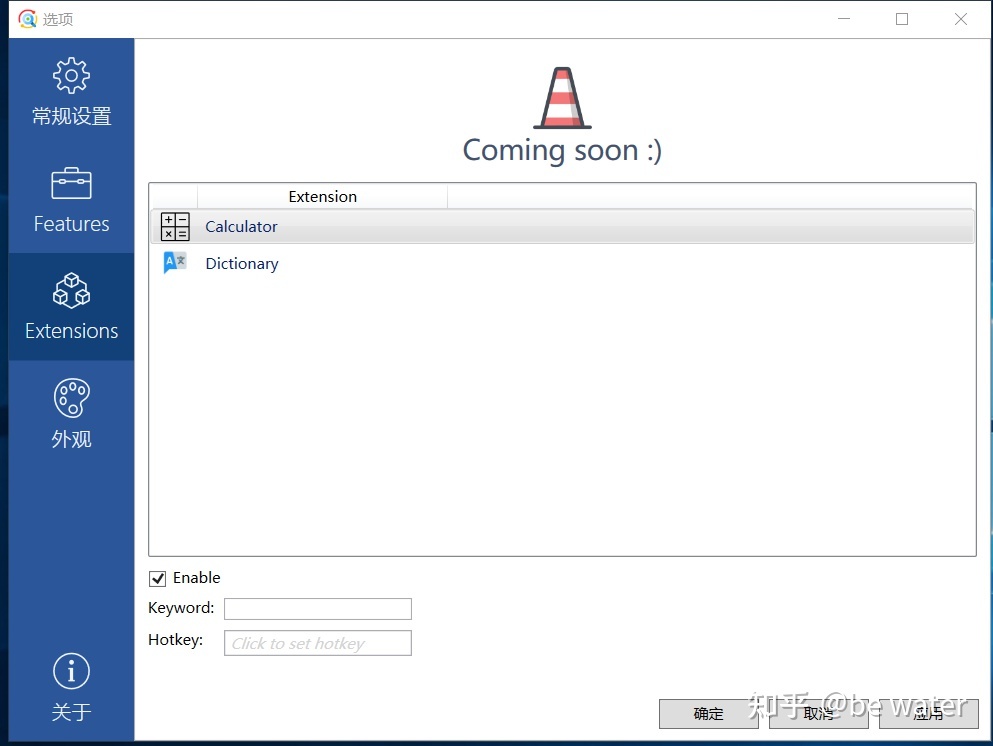 选项
常规设置
Features
Extensions
外观
关于
Coming soon :)
Extension
Calculator
Dictionary
Enable
Keyword:
Hotkey: Click to set hotkey
确定 取消 应用
知乎 @be water